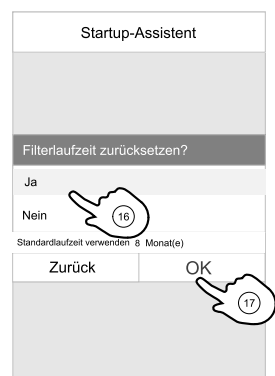 Startup-Assistent
Filterlaufzeit zurücksetzen?
Ja
Nein
16
Standardlaufzeit verwenden 8 Monat(e)
Zurück OK
17